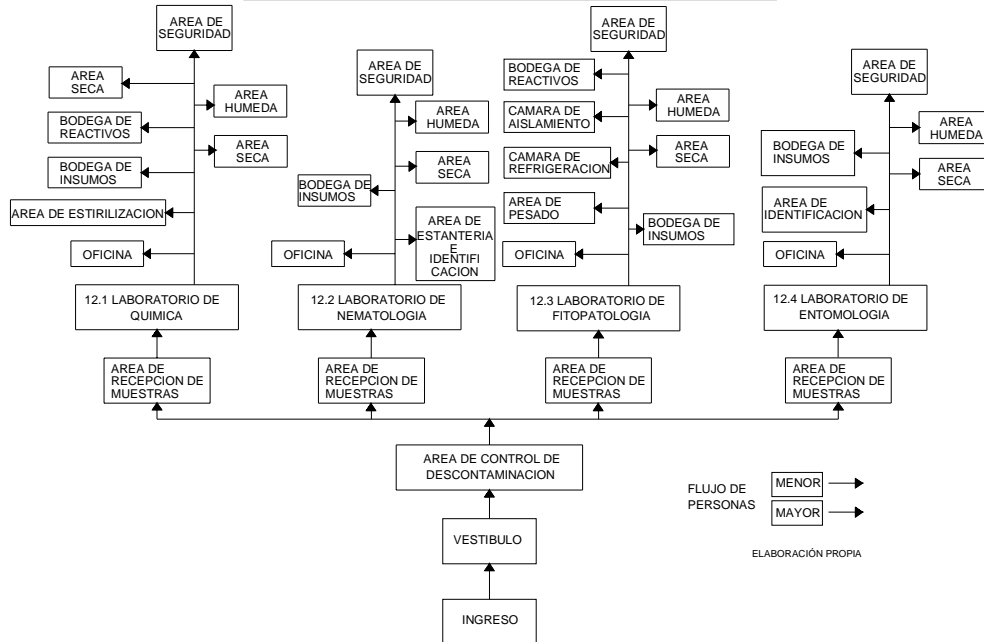 AREA DE
SEGURIDAD
AREA
SECA
AREA
HUMEDA
BODEGA DE
REACTIVOS
AREA
SECA
BODEGA DE
INSUMOS
AREA DE ESTIRILIZACION
OFICINA
12.1 LABORATORIO DE
QUIMICA
AREA DE
RECEPCION DE
MUESTRAS
AREA DE
SEGURIDAD
AREA
HUMEDA
AREA
SECA
BODEGA DE
INSUMOS
AREA DE
ESTANTERIA
E
IDENTIFI
CACION
OFICINA
12.2 LABORATORIO DE
NEMATOLOGIA
AREA DE
RECEPCION DE
MUESTRAS
AREA DE
SEGURIDAD
BODEGA DE
REACTIVOS
AREA
HUMEDA
CAMARA DE
AISLAMIENTO
AREA
SECA
CAMARA DE
REFRIGERACION
AREA DE
PESADO
BODEGA DE
INSUMOS
OFICINA
12.3 LABORATORIO DE
FITOPATOLOGIA
AREA DE
RECEPCION DE
MUESTRAS
AREA DE
SEGURIDAD
AREA
HUMEDA
BODEGA DE
INSUMOS
AREA
SECA
AREA DE
IDENTIFICACION
OFICINA
12.4 LABORATORIO DE
ENTOMOLOGIA
AREA DE
RECEPCION DE
MUESTRAS
AREA DE CONTROL DE
DESCONTAMINACION
VESTIBULO
INGRESO
FLUJO DE
PERSONAS
MENOR
MAYOR
ELABORACIÓN PROPIA